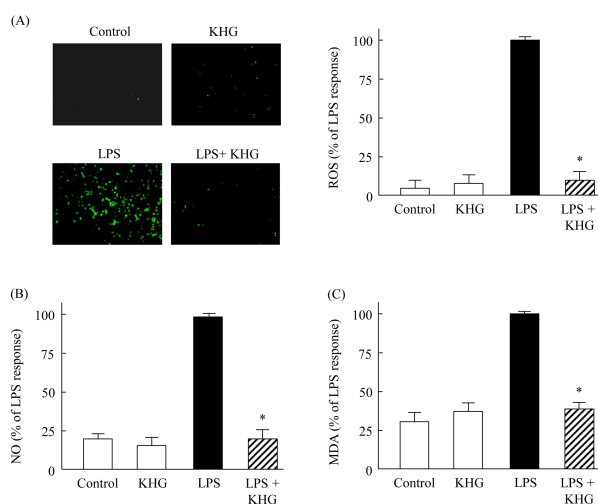 (A)
Control KHG
LPS LPS+ KHG
ROS (% of LPS response)
100
75
50
25
0
*
Control KHG LPS LPS +
KHG
(B)
NO (% of LPS response)
100
75
50
25
0
*
Control KHG LPS LPS +
KHG
(C)
MDA (% of LPS response)
100
75
50
25
0
*
Control KHG LPS LPS +
KHG